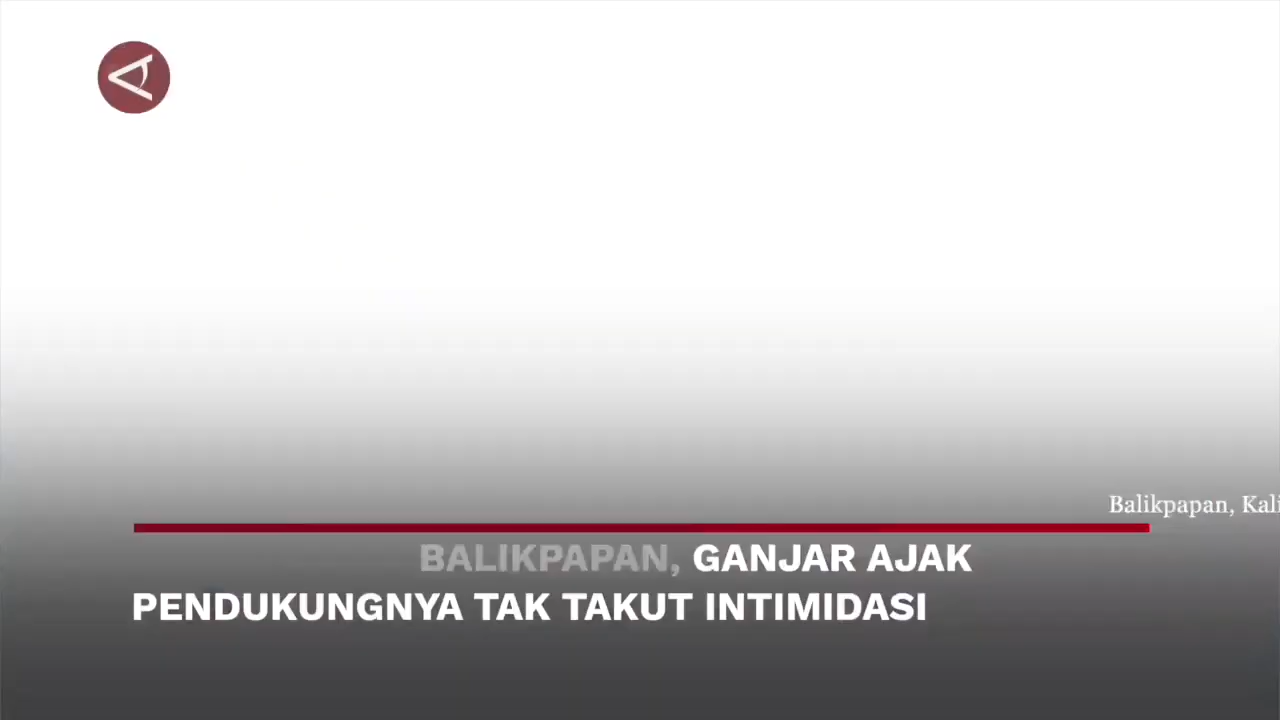 Balikpapan, Kali
BALIKPAPAN, GANJAR AJAK
PENDUKUNGNYA TAK TAKUT INTIMIDASI